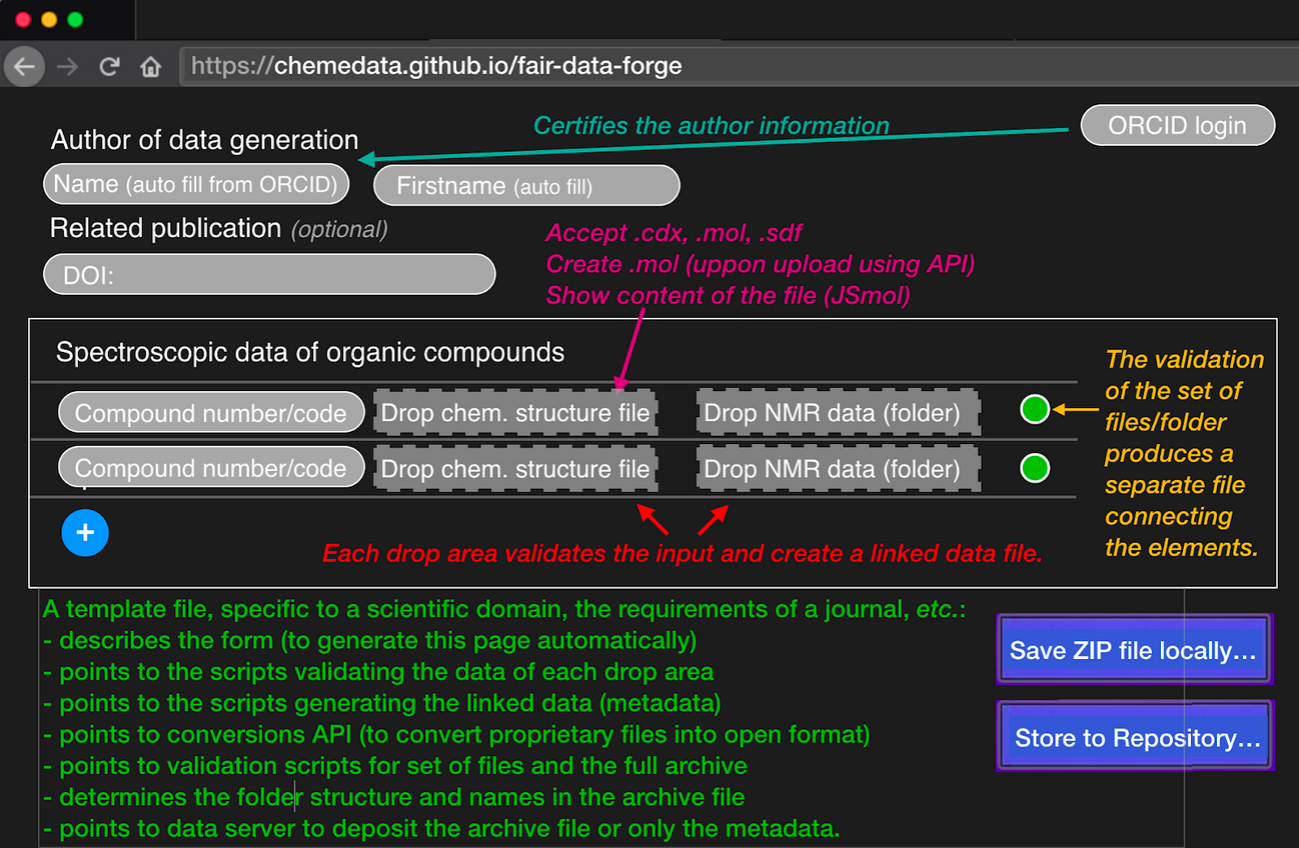 https://chemedata.github.io/fair-data-forge
Certifies the author information
ORCID login
Author of data generation
Name (auto fill from ORCID)
Firstname (auto fill)
Related publication (optional)
DOI:
Accept .cdx, .mol, .sdf
Create .mol (uppon upload using API)
Show content of the file (JSmol)
Spectroscopic data of organic compounds
Compound number/code
Drop chem. structure file
Drop NMR data (folder)
Compound number/code
Drop chem. structure file
Drop NMR data (folder)
The validation
of the set of
files/folder
produces a
separate file
connecting
the elements.
+
Each drop area validates the input and create a linked data file.
A template file, specific to a scientific domain, the requirements of a journal, etc.:
- describes the form (to generate this page automatically)
- points to the scripts validating the data of each drop area
- points to the scripts generating the linked data (metadata)
- points to conversions API (to convert proprietary files into open format)
- points to validation scripts for set of files and the full archive
- determines the folder structure and names in the archive file
- points to data server to deposit the archive file or only the metadata.
Save ZIP file locally...
Store to Repository...